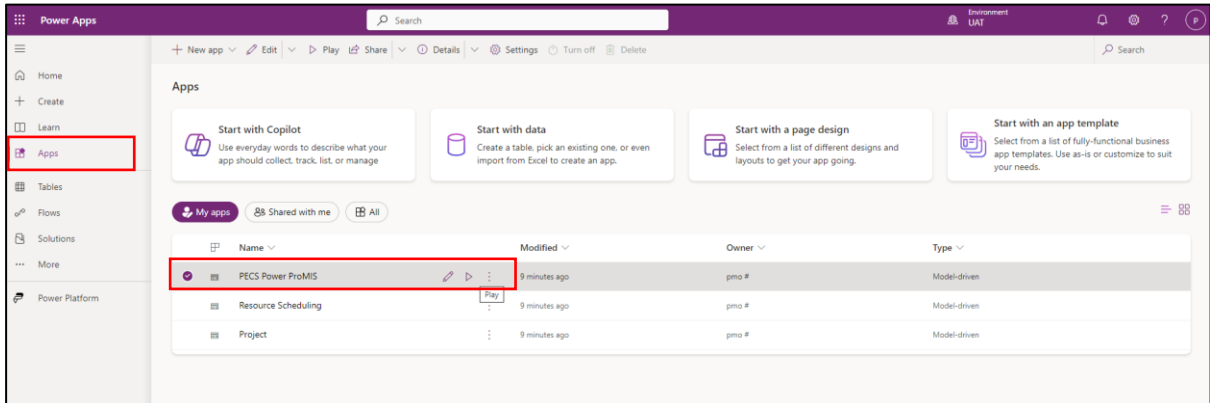 Power Apps
Search
Environment
UAT
?
P
New app
Edit
Play
Share
Details
Settings
Turn off
Delete
Search
Home
Create
Learn
Apps
Tables
Flows
Solutions
More
Power Platform
Apps
Start with Copilot
Use everyday words to describe what your
app should collect, track, list, or manage
Start with data
Create a table, pick an existing one, or even
import from Excel to create an app.
Start with a page design
Select from a list of different designs and
layouts to get your app going.
Start with an app template
Select from a list of fully-functional business
app templates. Use as-is or customize to suit
your needs.
My apps
Shared with me
All
Name
Modified
Owner
Type
PECS Power ProMIS
9 minutes ago
pmo #
Model-driven
Play
Resource Scheduling
9 minutes ago
pmo #
Model-driven
Project
9 minutes ago
pmo #
Model-driven